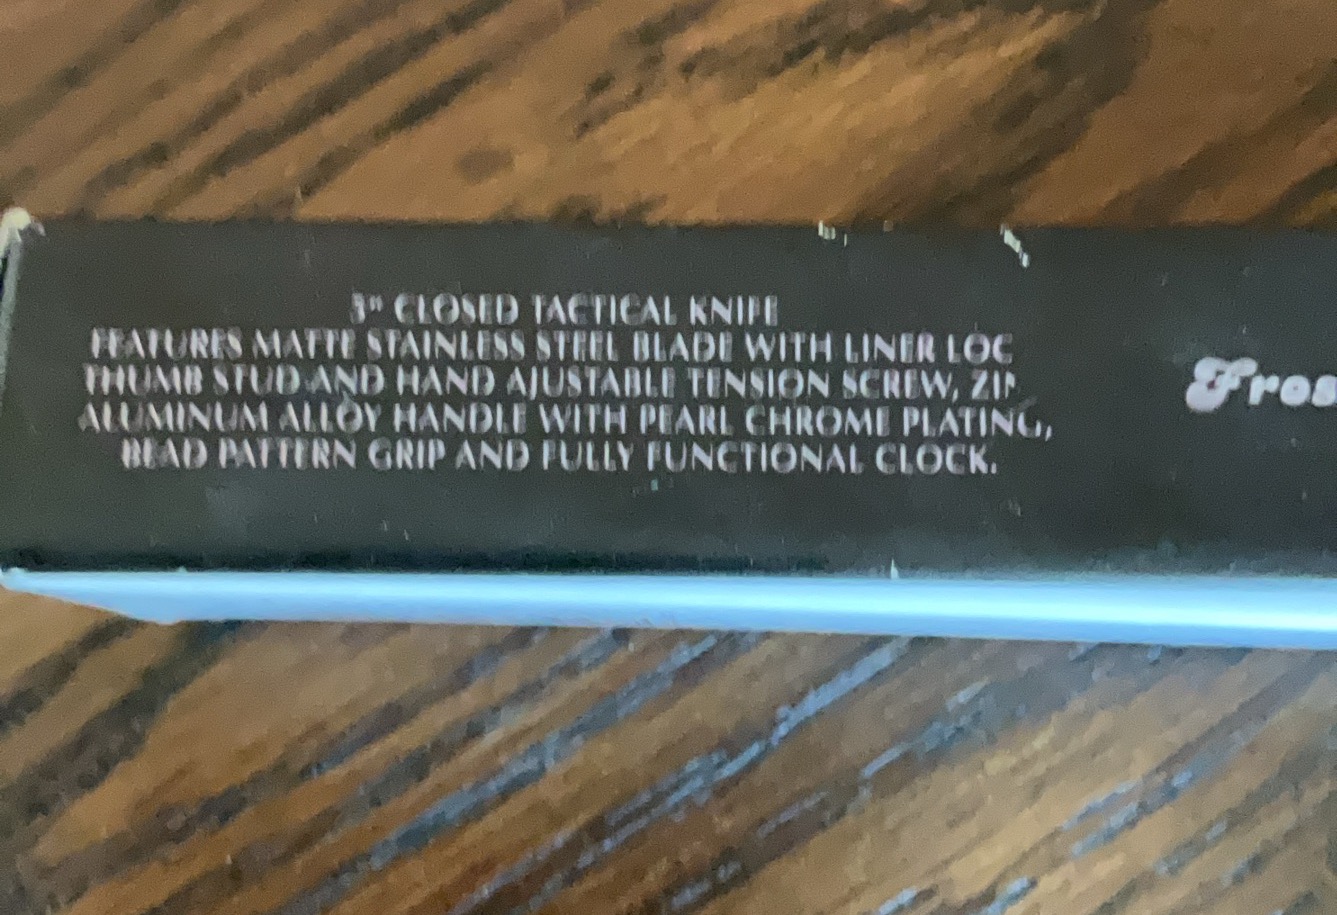 3" CLOSED TACTICAL KNIFE
FEATURES MATTE STAINLESS STEEL BLADE WITH LINER LOC
THUMB STUD AND HAND AJUSTABLE TENSION SCREW,
ALUMINUM ALLOY HANDLE WITH PEARL CHROME PLATING,
BEAD PATTERN GRIP AND FULLY FUNCTIONAL CLOCK.
Fros